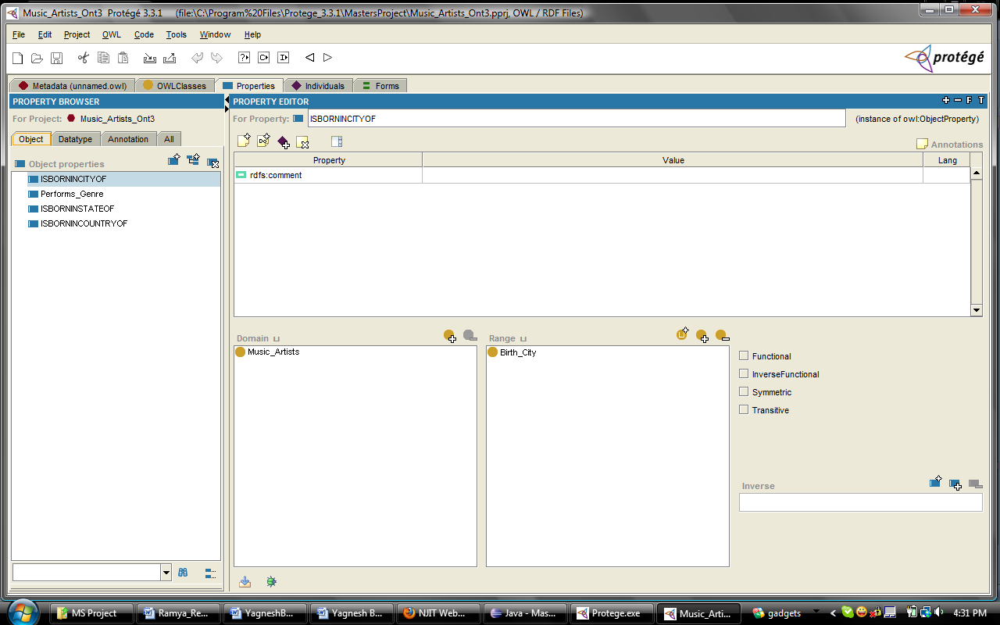 Music_Artists_Ont3 Protégé 3.3.1 (file:\C:\Program%20Files\Protege_3.3.1\MastersProject\Music_Artists_Ont3.pprj, OWL / RDF Files)
File Edit Project OWL Code Tools Window Help
protégé
Metadata (unnamed.owl) OWLClasses Properties Individuals Forms
PROPERTY BROWSER
For Project: Music_Artists_Ont3
Object Datatype Annotation All
Object properties
ISBORNINCITYOF
Performs_Genre
ISBORNINSTATEOF
ISBORNINCOUNTRYOF
PROPERTY EDITOR + − F T
For Property: ISBORNINCITYOF (instance of owl:ObjectProperty)
Annotations
Property Value Lang
rdfs:comment
Domain ⊔
Music_Artists
Range ⊔
Birth_City
Functional
InverseFunctional
Symmetric
Transitive
Inverse
MS Project Ramya_Re... YagneshB... Yagnesh B... NJIT Web... Java - Mas... Protege.exe Music_Arti... gadgets 4:31 PM